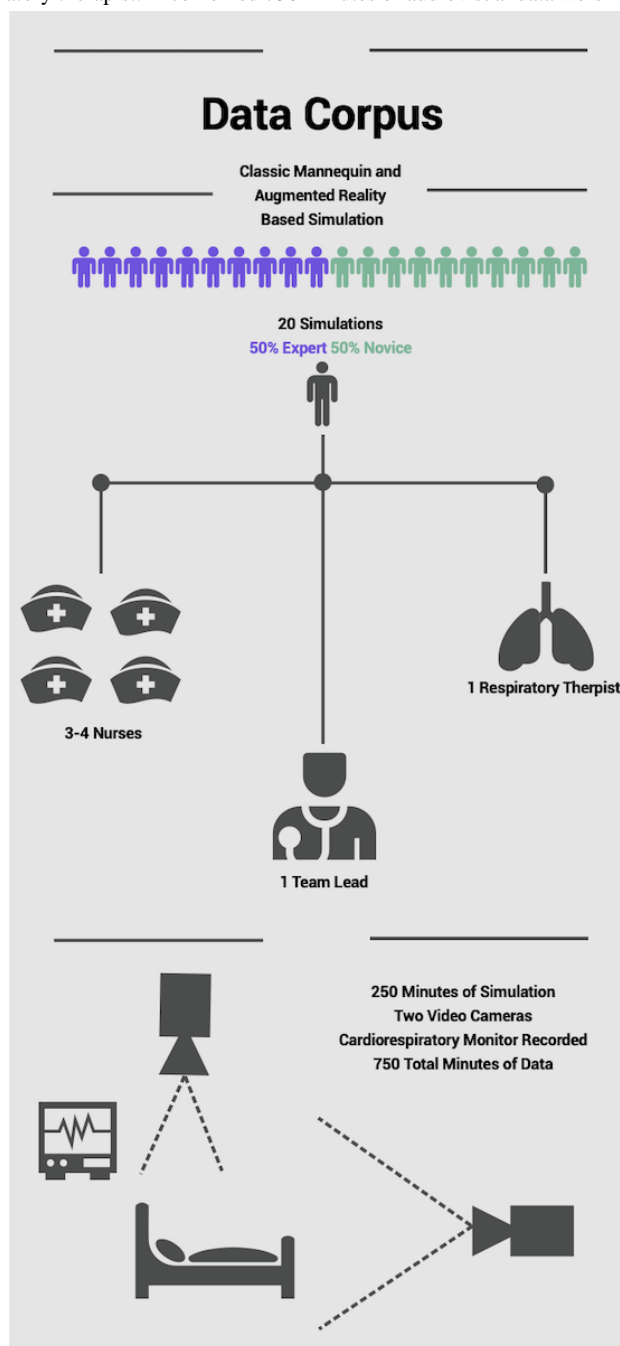 Data Corpus
Classic Mannequin and
Augmented Reality
Based Simulation
20 Simulations
50% Expert 50% Novice
3-4 Nurses
1 Respiratory Therpist
1 Team Lead
250 Minutes of Simulation
Two Video Cameras
Cardiorespiratory Monitor Recorded
750 Total Minutes of Data